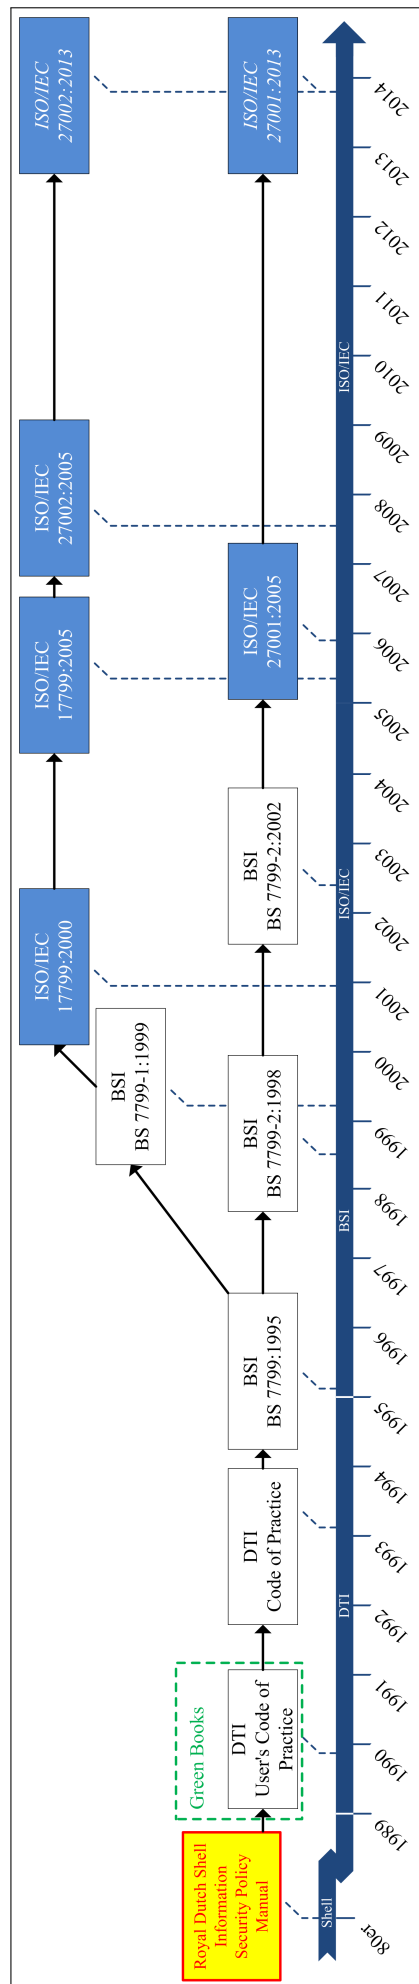 ISO/IEC
17799:2000
ISO/IEC
17799:2005
ISO/IEC
27002:2005
ISO/IEC
27002:2013
BSI
BS 7799-1:1999
Green Books
Royal Dutch Shell
Information
Security Policy
Manual
DTI
User's Code of
Practice
DTI
Code of Practice
BSI
BS 7799:1995
BSI
BS 7799-2:1998
BSI
BS 7799-2:2002
ISO/IEC
27001:2005
ISO/IEC
27001:2013
Shell
DTI
BSI
ISO/IEC
ISO/IEC
80er
1989
1990
1991
1992
1993
1994
1995
1996
1997
1998
1999
2000
2001
2002
2003
2004
2005
2006
2007
2008
2009
2010
2011
2012
2013
2014